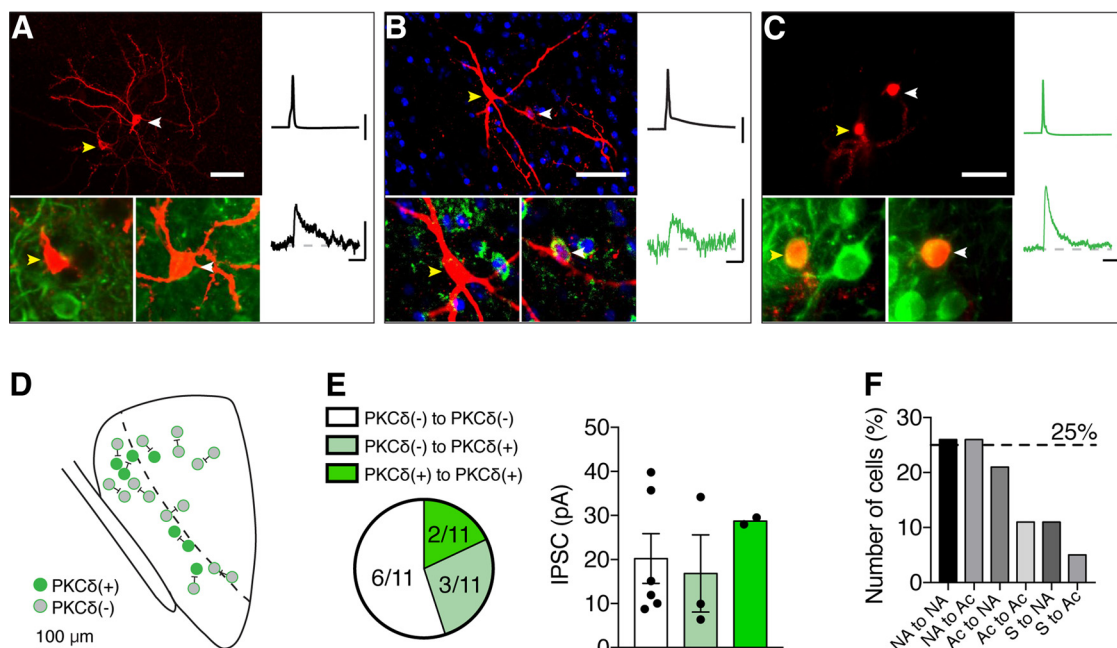 A
B
C
D
PKCδ(+)
PKCδ(-)
100 μm
E
PKCδ(-) to PKCδ(-)
PKCδ(-) to PKCδ(+)
PKCδ(+) to PKCδ(+)
2/11
6/11
3/11
IPSC (pA)
50
40
30
20
10
0
F
Number of cells (%)
30
20
10
0
25%
NA to NA
NA to Ac
Ac to NA
Ac to Ac
S to NA
S to Ac